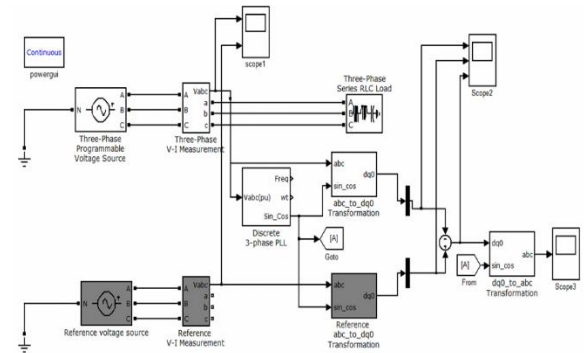 Continuous
powergui
scope1
N
A
B
C
Three-Phase
Programmable
Voltage Source
A
B
C
Vabc
a
b
c
Three-Phase
V-I Measurement
Three-Phase
Series RLC Load
A
B
C
Scope2
Vabc(pu)
Freq
wt
Sin_Cos
Discrete
3-phase PLL
abc
sin_cos
dq0
abc_to_dq0
Transformation
[A]
Goto
[A]
From
dq0
sin_cos
abc
dq0_to_abc
Transformation
Scope3
N
A
B
C
Reference voltage source
A
B
C
Vabc
a
b
c
Reference
V-I Measurement
abc
sin_cos
dq0
Reference
abc_to_dq0
Transformation